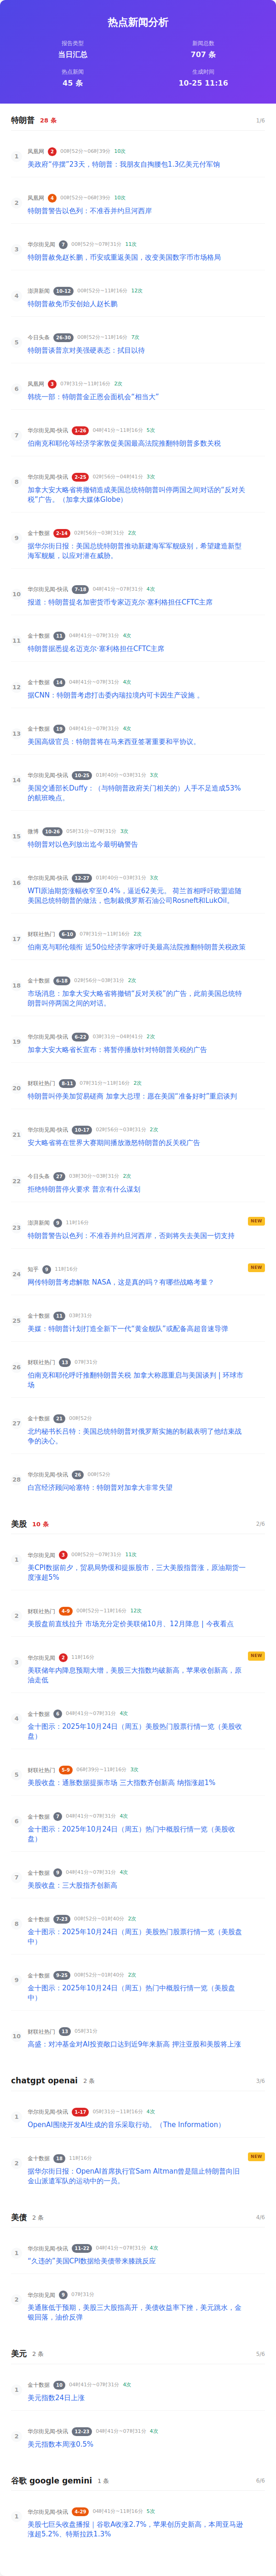 热点新闻分析
报告类型
当日汇总
新闻总数
707 条
热点新闻
45 条
生成时间
10-25 11:16
特朗普 28 条 1/6
1
凤凰网 2 00时52分~06时39分 10次
美政府“停摆”23天，特朗普：我朋友自掏腰包1.3亿美元付军饷
2
凤凰网 4 00时52分~06时39分 10次
特朗普警告以色列：不准吞并约旦河西岸
3
华尔街见闻 7 00时52分~07时31分 11次
特朗普赦免赵长鹏，币安或重返美国，改变美国数字市场格局
4
澎湃新闻 10-12 00时52分~11时16分 12次
特朗普赦免币安创始人赵长鹏
5
今日头条 26-30 00时52分~11时16分 7次
特朗普谈普京对美强硬表态：拭目以待
6
凤凰网 3 07时31分~11时16分 2次
韩统一部：特朗普金正恩会面机会“相当大”
7
华尔街见闻-快讯 1-26 04时41分~11时16分 5次
伯南克和耶伦等经济学家敦促美国最高法院推翻特朗普多数关税
8
华尔街见闻-快讯 2-25 02时56分~04时41分 3次
加拿大安大略省将撤销造成美国总统特朗普叫停两国之间对话的“反对关
税”广告。（加拿大媒体Globe）
9
金十数据 2-14 02时56分~03时31分 2次
据华尔街日报：美国总统特朗普推动新建海军军舰级别，希望建造新型
海军舰艇，以应对潜在威胁。
10
华尔街见闻-快讯 7-18 04时41分~07时31分 4次
报道：特朗普提名加密货币专家迈克尔·塞利格担任CFTC主席
11
金十数据 11 04时41分~07时31分 4次
特朗普据悉提名迈克尔·塞利格担任CFTC主席
12
金十数据 14 04时41分~07时31分 4次
据CNN：特朗普考虑打击委内瑞拉境内可卡因生产设施 。
13
金十数据 19 04时41分~07时31分 4次
美国高级官员：特朗普将在马来西亚签署重要和平协议。
14
华尔街见闻-快讯 10-25 01时40分~03时31分 3次
美国交通部长Duffy：（与特朗普政府关门相关的）人手不足造成53%
的航班晚点。
15
微博 10-26 05时31分~07时31分 3次
特朗普对以色列放出迄今最明确警告
16
华尔街见闻-快讯 12-27 01时40分~03时31分 3次
WTI原油期货涨幅收窄至0.4%，逼近62美元。 荷兰首相呼吁欧盟追随
美国总统特朗普的做法，也制裁俄罗斯石油公司Rosneft和LukOil。
17
财联社热门 6-10 07时31分~11时16分 2次
伯南克与耶伦领衔 近50位经济学家呼吁美最高法院推翻特朗普关税政策
18
金十数据 6-18 02时56分~03时31分 2次
市场消息：加拿大安大略省将撤销“反对关税”的广告，此前美国总统特
朗普叫停两国之间的对话。
19
华尔街见闻-快讯 6-22 03时31分~04时41分 2次
加拿大安大略省长宣布：将暂停播放针对特朗普关税的广告
20
财联社热门 8-11 07时31分~11时16分 2次
特朗普叫停美加贸易磋商 加拿大总理：愿在美国“准备好时”重启谈判
21
华尔街见闻-快讯 10-17 02时56分~03时31分 2次
安大略省将在世界大赛期间播放激怒特朗普的反关税广告
22
今日头条 27 03时30分~03时31分 2次
拒绝特朗普停火要求 普京有什么谋划
23
澎湃新闻 9 11时16分 NEW
特朗普警告以色列：不准吞并约旦河西岸，否则将失去美国一切支持
24
知乎 9 11时16分 NEW
网传特朗普考虑解散 NASA，这是真的吗？有哪些战略考量？
25
金十数据 11 03时31分
美媒：特朗普计划打造全新下一代“黄金舰队”或配备高超音速导弹
26
财联社热门 13 07时31分
伯南克和耶伦呼吁推翻特朗普关税 加拿大称愿重启与美国谈判 | 环球市
场
27
金十数据 21 00时52分
北约秘书长吕特：美国总统特朗普对俄罗斯实施的制裁表明了他结束战
争的决心。
28
华尔街见闻-快讯 26 00时52分
白宫经济顾问哈塞特：特朗普对加拿大非常失望
美股 10 条 2/6
1
华尔街见闻 3 00时52分~07时31分 11次
美CPI数据前夕，贸易局势缓和提振股市，三大美股指普涨，原油期货一
度涨超5%
2
财联社热门 4-9 00时52分~11时16分 12次
美股盘前直线拉升 市场充分定价美联储10月、12月降息 | 今夜看点
3
华尔街见闻 2 11时16分 NEW
美联储年内降息预期大增，美股三大指数均破新高，苹果收创新高，原
油走低
4
金十数据 6 04时41分~07时31分 4次
金十图示：2025年10月24日（周五）美股热门股票行情一览（美股收
盘）
5
财联社热门 5-9 06时39分~11时16分 3次
美股收盘：通胀数据提振市场 三大指数齐创新高 纳指涨超1%
6
金十数据 7 04时41分~07时31分 4次
金十图示：2025年10月24日（周五）热门中概股行情一览（美股收
盘）
7
金十数据 9 04时41分~07时31分 4次
美股收盘：三大股指齐创新高
8
金十数据 7-23 00时52分~01时40分 2次
金十图示：2025年10月24日（周五）美股热门股票行情一览（美股盘
中）
9
金十数据 9-25 00时52分~01时40分 2次
金十图示：2025年10月24日（周五）热门中概股行情一览（美股盘
中）
10
财联社热门 13 05时31分
高盛：对冲基金对AI投资敞口达到近9年来新高 押注亚股和美股将上涨
chatgpt openai 2 条 3/6
1
华尔街见闻-快讯 1-17 05时31分~11时16分 4次
OpenAI围绕开发AI生成的音乐采取行动。（The Information）
2
金十数据 18 11时16分 NEW
据华尔街日报：OpenAI首席执行官Sam Altman曾是阻止特朗普向旧
金山派遣军队的运动中的一员。
美债 2 条 4/6
1
华尔街见闻-快讯 11-22 04时41分~07时31分 4次
“久违的”美国CPI数据给美债带来膝跳反应
2
华尔街见闻 9 07时31分
美通胀低于预期，美股三大股指高开，美债收益率下挫，美元跳水，金
银回落，油价反弹
美元 2 条 5/6
1
金十数据 10 04时41分~07时31分 4次
美元指数24日上涨
2
华尔街见闻-快讯 12-23 04时41分~07时31分 4次
美元指数本周涨0.5%
谷歌 google gemini 1 条 6/6
1
华尔街见闻-快讯 4-29 04时41分~11时16分 5次
美股七巨头收盘播报｜谷歌A收涨2.7%，苹果创历史新高，本周亚马逊
涨超5.2%、特斯拉跌1.3%